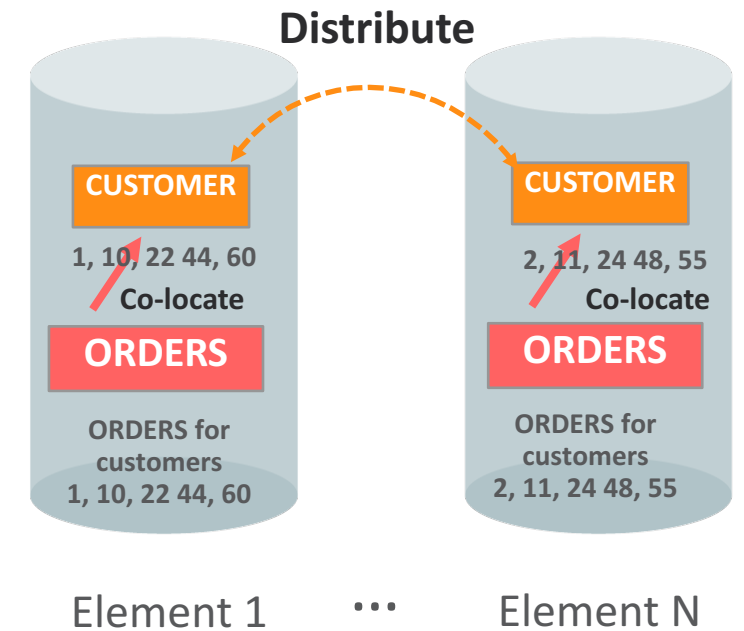 Distribute
CUSTOMER
1, 10, 22 44, 60
Co-locate
ORDERS
ORDERS for
customers
1, 10, 22 44, 60
CUSTOMER
2, 11, 24 48, 55
Co-locate
ORDERS
ORDERS for
customers
2, 11, 24 48, 55
Element 1
...
Element N